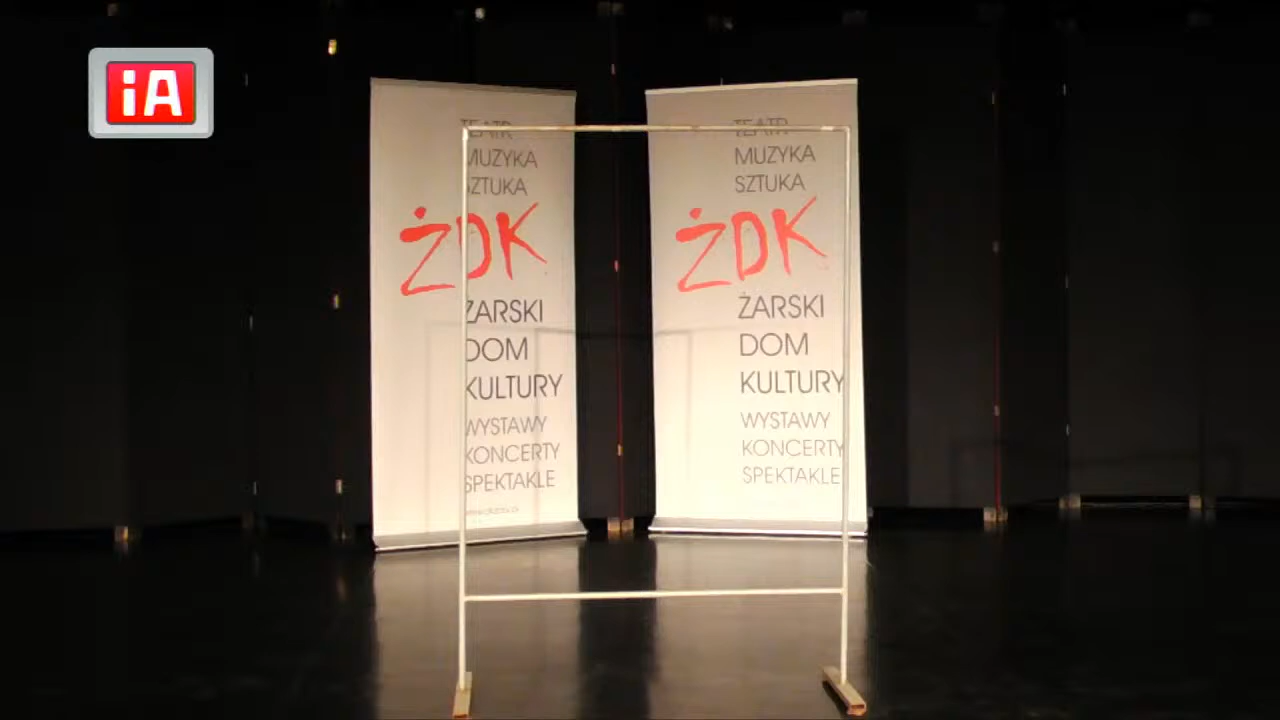 iA
TEATR
MUZYKA
SZTUKA
ŻDK
ŻARSKI
DOM
KULTURY
WYSTAWY
KONCERTY
SPEKTAKLE
TEATR
MUZYKA
SZTUKA
ŻDK
ŻARSKI
DOM
KULTURY
WYSTAWY
KONCERTY
SPEKTAKLE